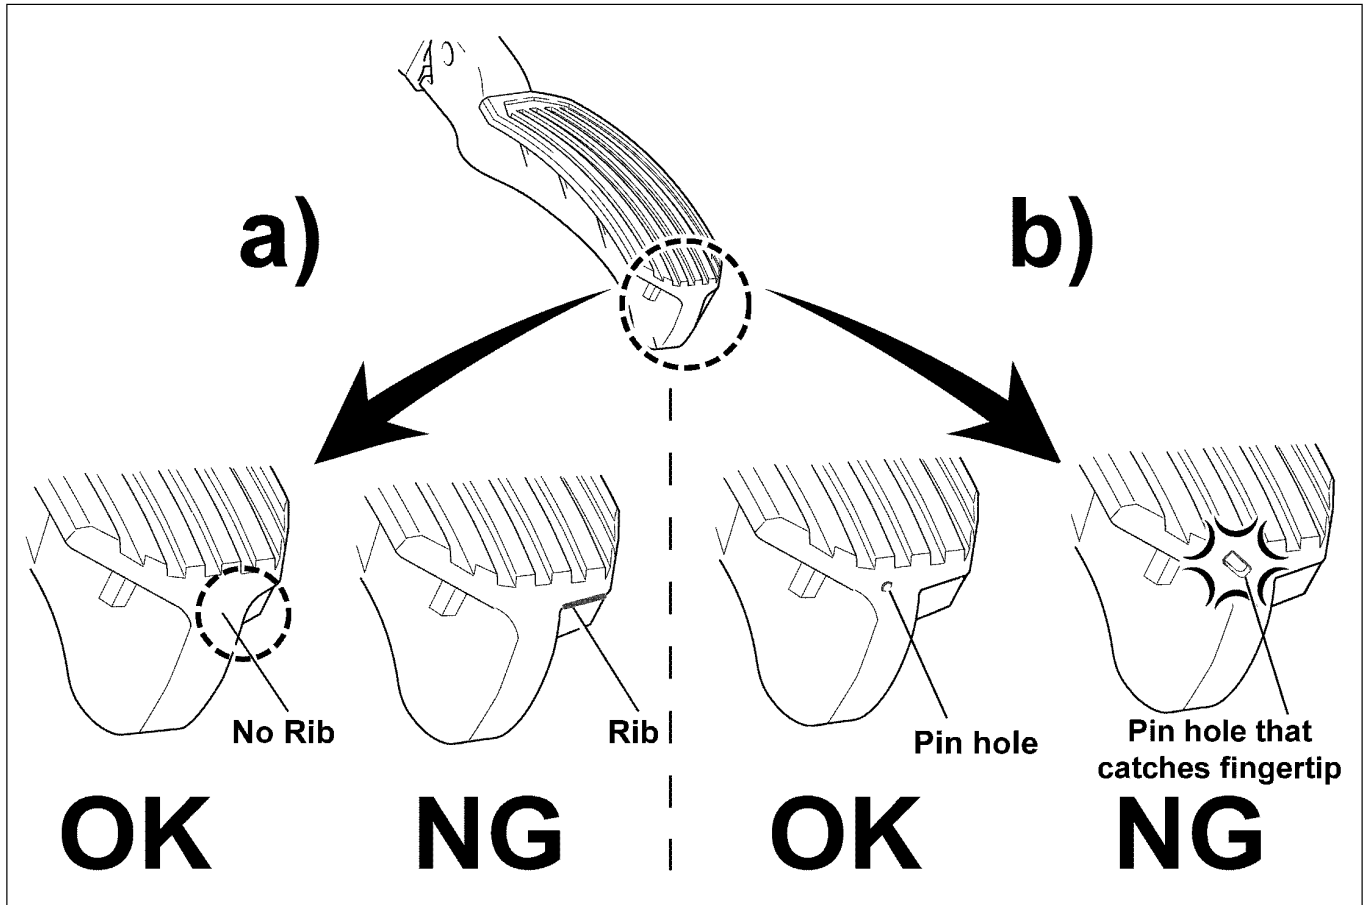 a)
b)
No Rib
Rib
Pin hole
Pin hole that
catches fingertip
OK
NG
OK
NG